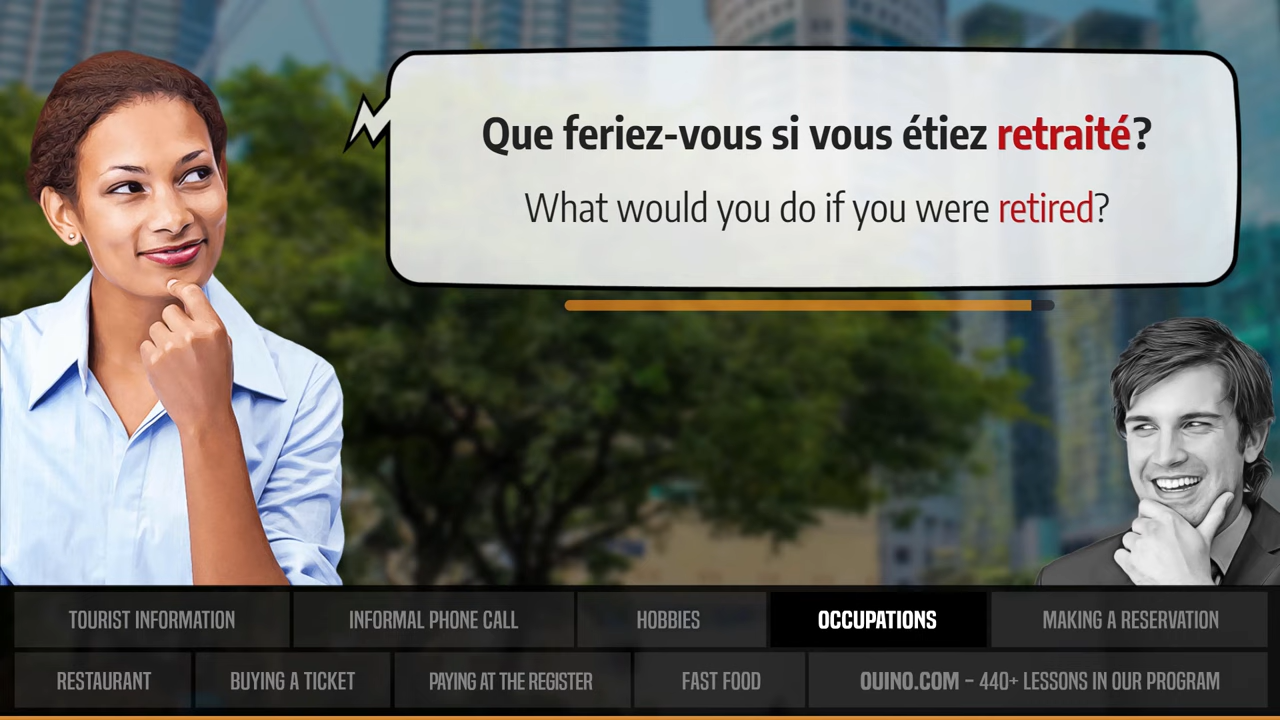 Que feriez-vous si vous étiez retraité?
What would you do if you were retired?
TOURIST INFORMATION
INFORMAL PHONE CALL
HOBBIES
OCCUPATIONS
MAKING A RESERVATION
RESTAURANT
BUYING A TICKET
PAYING AT THE REGISTER
FAST FOOD
OUINO.COM – 440+ LESSONS IN OUR PROGRAM